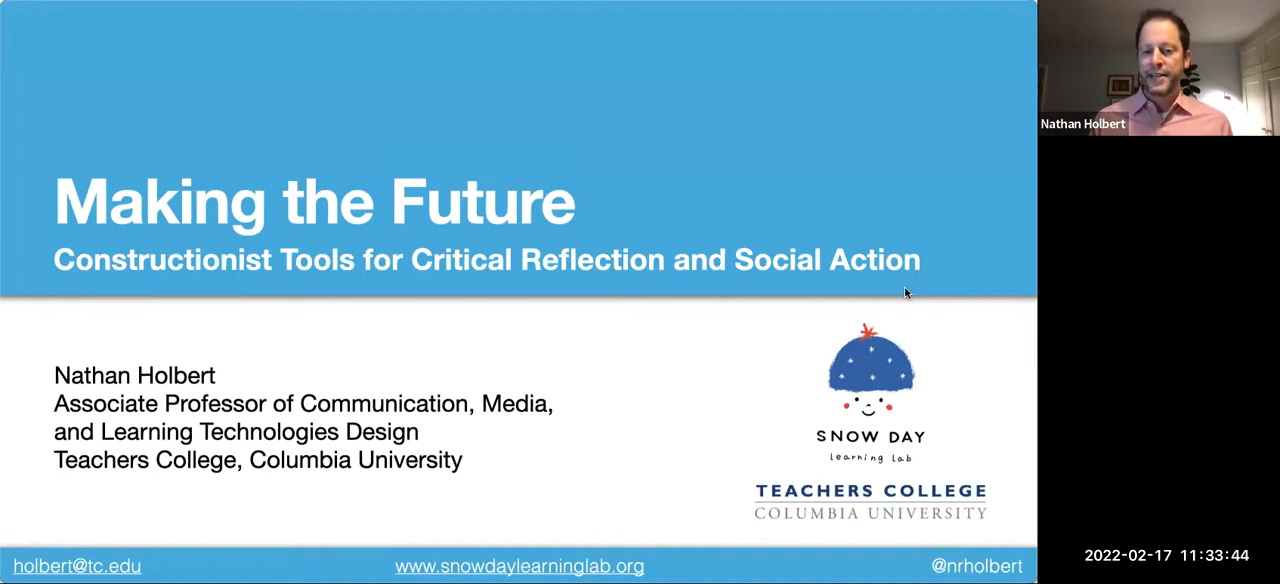 Making the Future
Constructionist Tools for Critical Reflection and Social Action
Nathan Holbert
Associate Professor of Communication, Media,
and Learning Technologies Design
Teachers College, Columbia University
SNOW DAY
learning lab
TEACHERS COLLEGE
COLUMBIA UNIVERSITY
holbert@tc.edu
www.snowdaylearninglab.org
@nrholbert
Nathan Holbert
2022-02-17 11:33:44